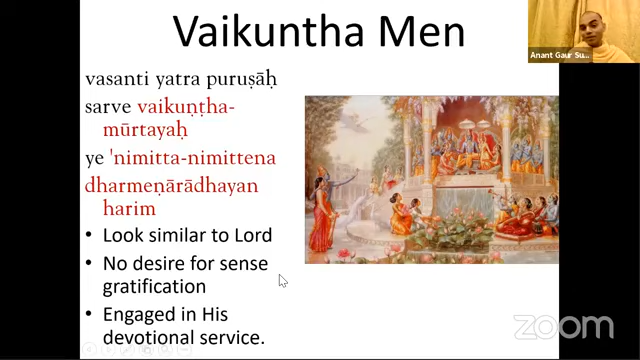 Vaikuntha Men
Anant Gaur Su...
vasanti yatra puruṣāḥ
sarve vaikuṇṭha-
mūrtayaḥ
ye 'nimitta-nimittena
dharmeṇārādhayan
harim
• Look similar to Lord
• No desire for sense
gratification
• Engaged in His
devotional service.
zoom